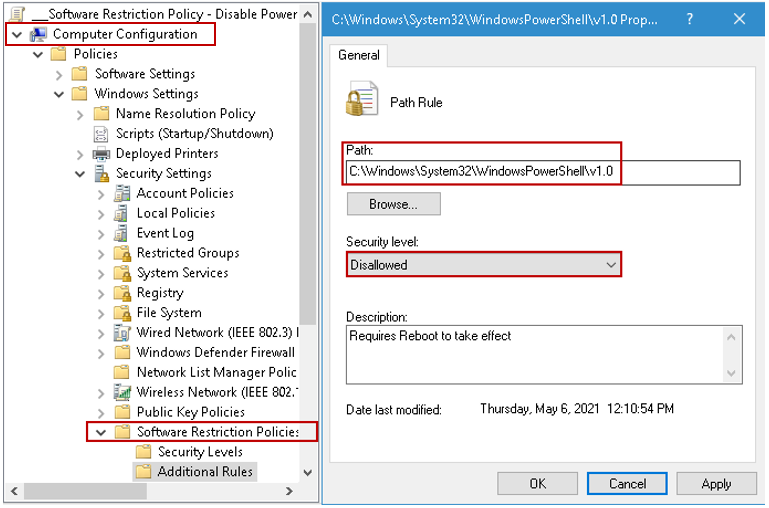 __Software Restriction Policy - Disable Power
Computer Configuration
Policies
Software Settings
Windows Settings
Name Resolution Policy
Scripts (Startup/Shutdown)
Deployed Printers
Security Settings
Account Policies
Local Policies
Event Log
Restricted Groups
System Services
Registry
File System
Wired Network (IEEE 802.3) 
Windows Defender Firewall
Network List Manager Polic
Wireless Network (IEEE 802.
Public Key Policies
Software Restriction Policies
Security Levels
Additional Rules
C:\Windows\System32\WindowsPowerShell\v1.0 Prop...
General
Path Rule
Path:
C:\Windows\System32\WindowsPowerShell\v1.0
Browse...
Security level:
Disallowed
Description:
Requires Reboot to take effect
Date last modified: Thursday, May 6, 2021 12:10:54 PM
OK Cancel Apply